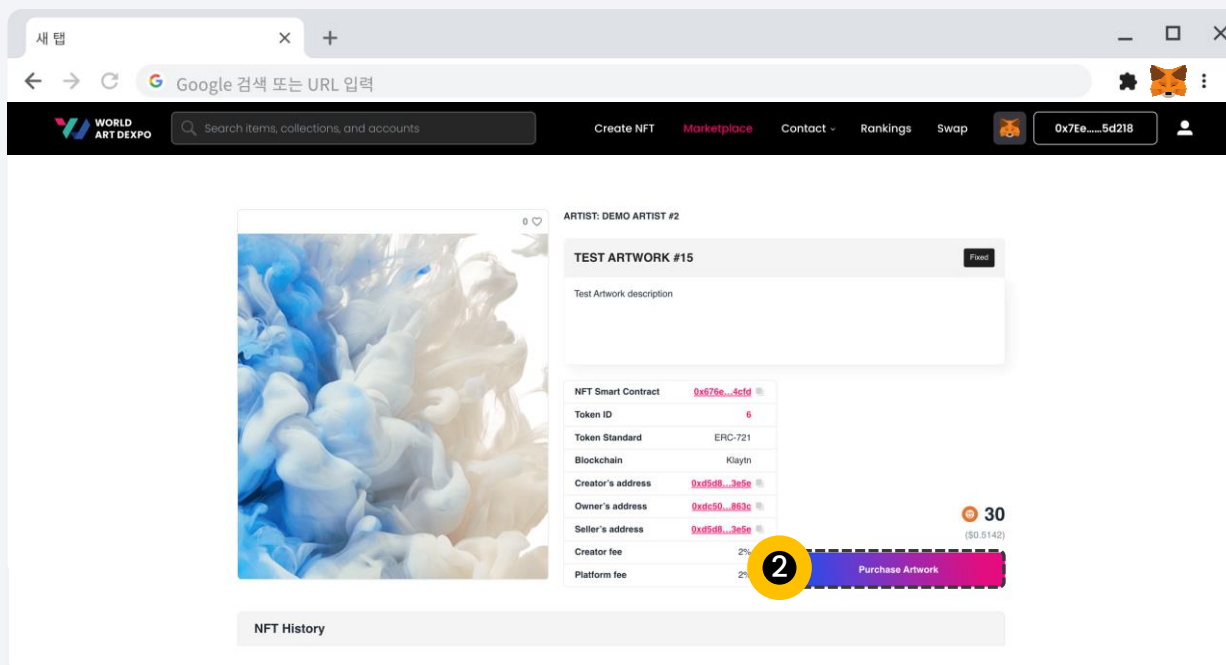 새 탭
Google 검색 또는 URL 입력
WORLD
ART DEXPO
Search items, collections, and accounts
Create NFT
Marketplace
Contact
Rankings
Swap
0x7Ee......5d218
0
ARTIST: DEMO ARTIST #2
TEST ARTWORK #15
Fixed
Test Artwork description
NFT Smart Contract 0x676e...4cfd
Token ID 6
Token Standard ERC-721
Blockchain Klaytn
Creator's address 0xd5d8...3e5e
Owner's address 0xdc50...863c
Seller's address 0xd5d8...3e5e
Creator fee 2%
Platform fee 2%
30
($0.5142)
2
Purchase Artwork
NFT History